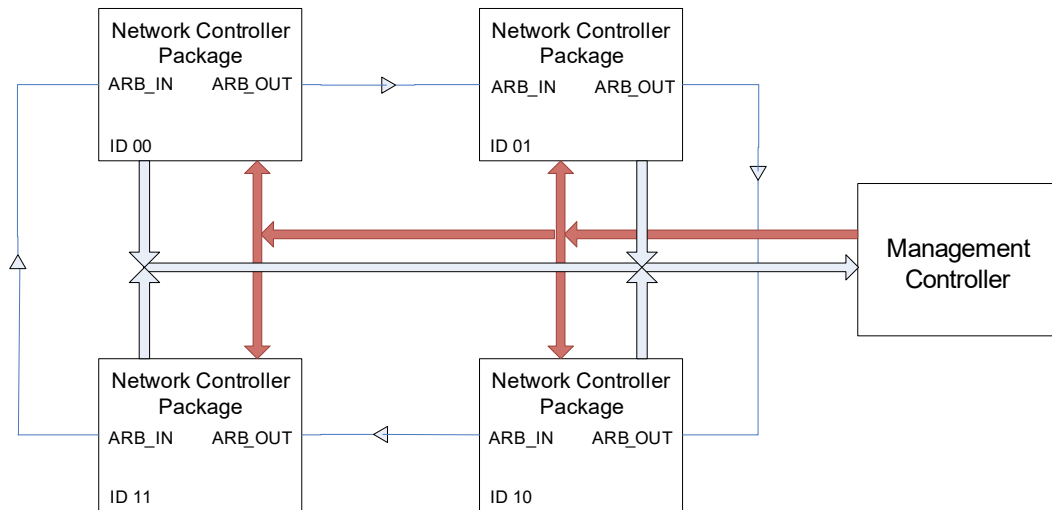 Network Controller
Package
ARB_IN ARB_OUT
ID 00
Network Controller
Package
ARB_IN ARB_OUT
ID 01
Management
Controller
Network Controller
Package
ARB_IN ARB_OUT
ID 11
Network Controller
Package
ARB_IN ARB_OUT
ID 10